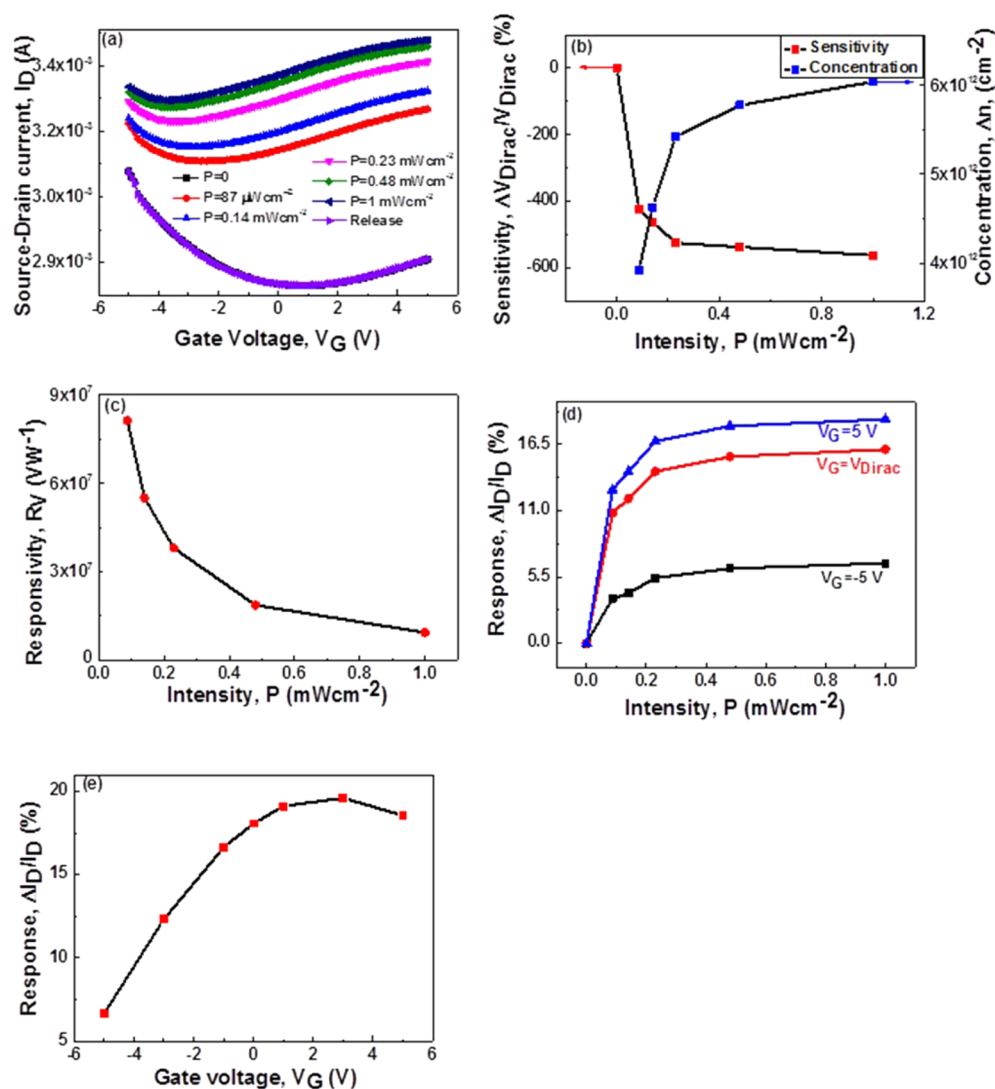 (a)
Source-Drain current, I_D (A)
3.4x10⁻³
3.2x10⁻³
3.0x10⁻³
2.9x10⁻³
P=0
P=87 μWcm⁻²
P=0.14 mWcm⁻²
P=0.23 mWcm⁻²
P=0.48 mWcm⁻²
P=1 mWcm⁻²
Release
-6 -4 -2 0 2 4 6
Gate Voltage, V_G (V)
(b)
Sensitivity, ΔV_Dirac/V_Dirac (%)
0
-200
-400
-600
Sensitivity
Concentration
6x10¹²
5x10¹²
4x10¹²
Concentration, Δn, (cm⁻²)
0.0 0.4 0.8 1.2
Intensity, P (mWcm⁻²)
(c)
Responsivity, R_V (VW⁻¹)
9x10⁷
6x10⁷
3x10⁷
0
0.0 0.2 0.4 0.6 0.8 1.0
Intensity, P (mWcm⁻²)
(d)
Response, ΔI_D/I_D (%)
16.5
11.0
5.5
0.0
V_G=5 V
V_G=V_Dirac
V_G=-5 V
0.0 0.2 0.4 0.6 0.8 1.0
Intensity, P (mWcm⁻²)
(e)
Response, ΔI_D/I_D (%)
20
15
10
5
-6 -4 -2 0 2 4 6
Gate voltage, V_G (V)